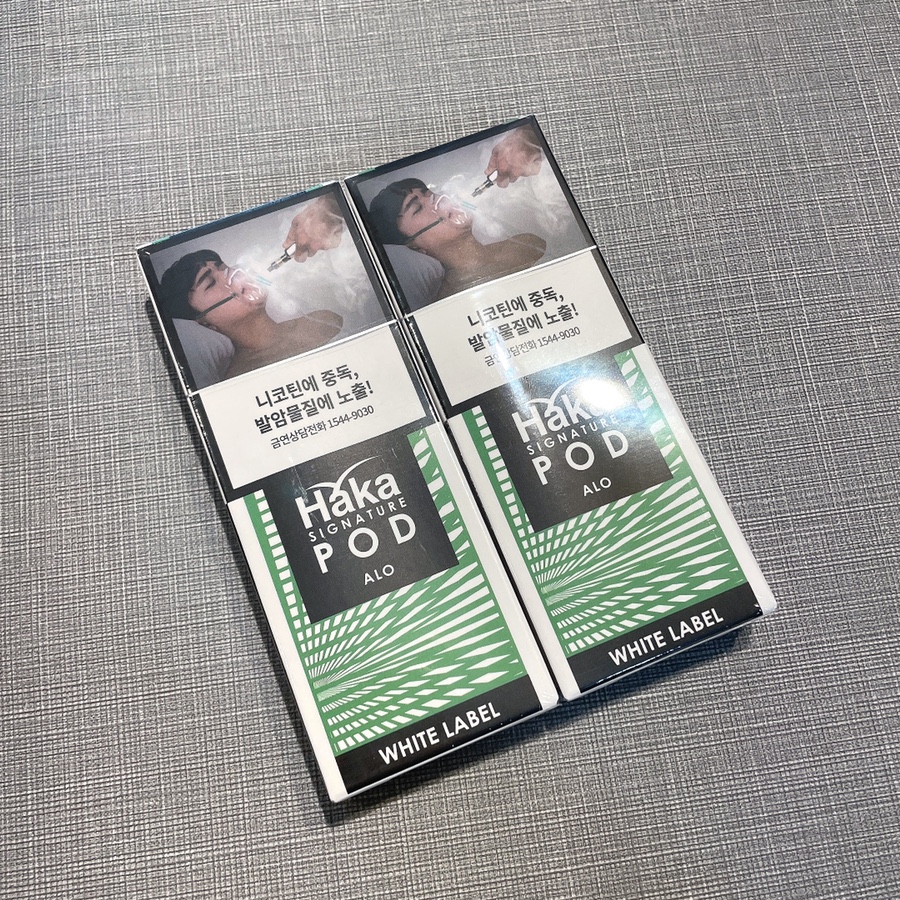 니코틴에 중독,
발암물질에 노출!
금연상담전화 1544-9030
Haka
SIGNATURE
POD
ALO
WHITE LABEL
니코틴에 중독,
발암물질에 노출!
금연상담전화 1544-9030
Haka
SIGNATURE
POD
ALO
WHITE LABEL